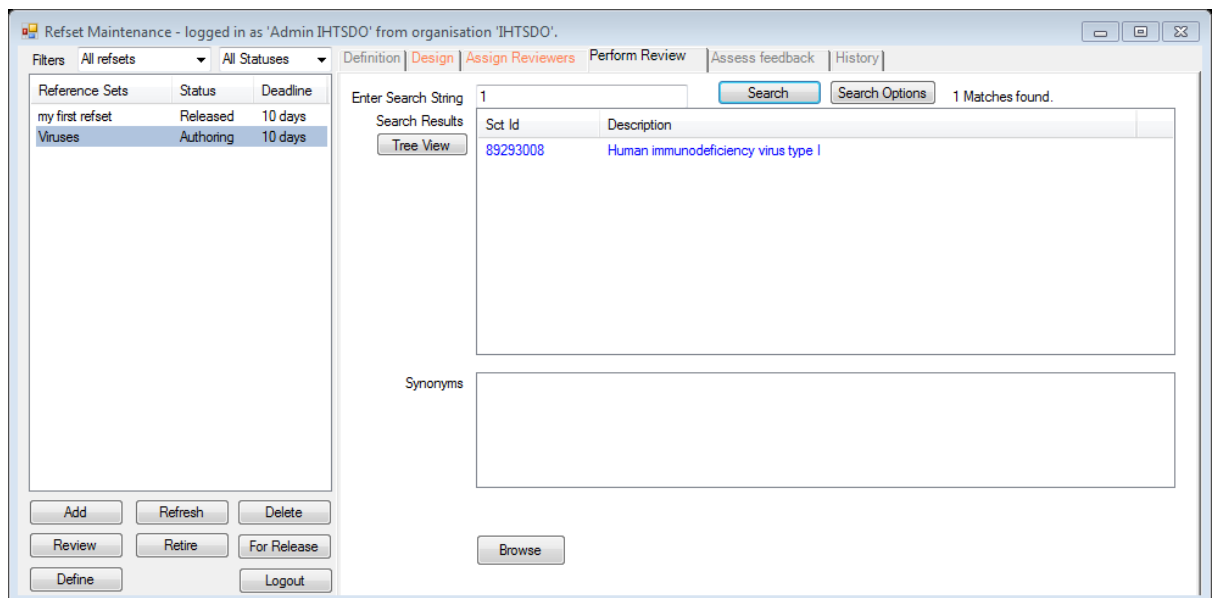 Refset Maintenance - logged in as 'Admin IHTSDO' from organisation 'IHTSDO'.
Filters All refsets All Statuses
Definition Design Assign Reviewers Perform Review Assess feedback History
Reference Sets Status Deadline
my first refset Released 10 days
Viruses Authoring 10 days
Enter Search String 1 Search Search Options 1 Matches found.
Search Results
Tree View
Sct Id Description
89293008 Human immunodeficiency virus type I
Synonyms
Add Refresh Delete
Review Retire For Release
Define Logout
Browse